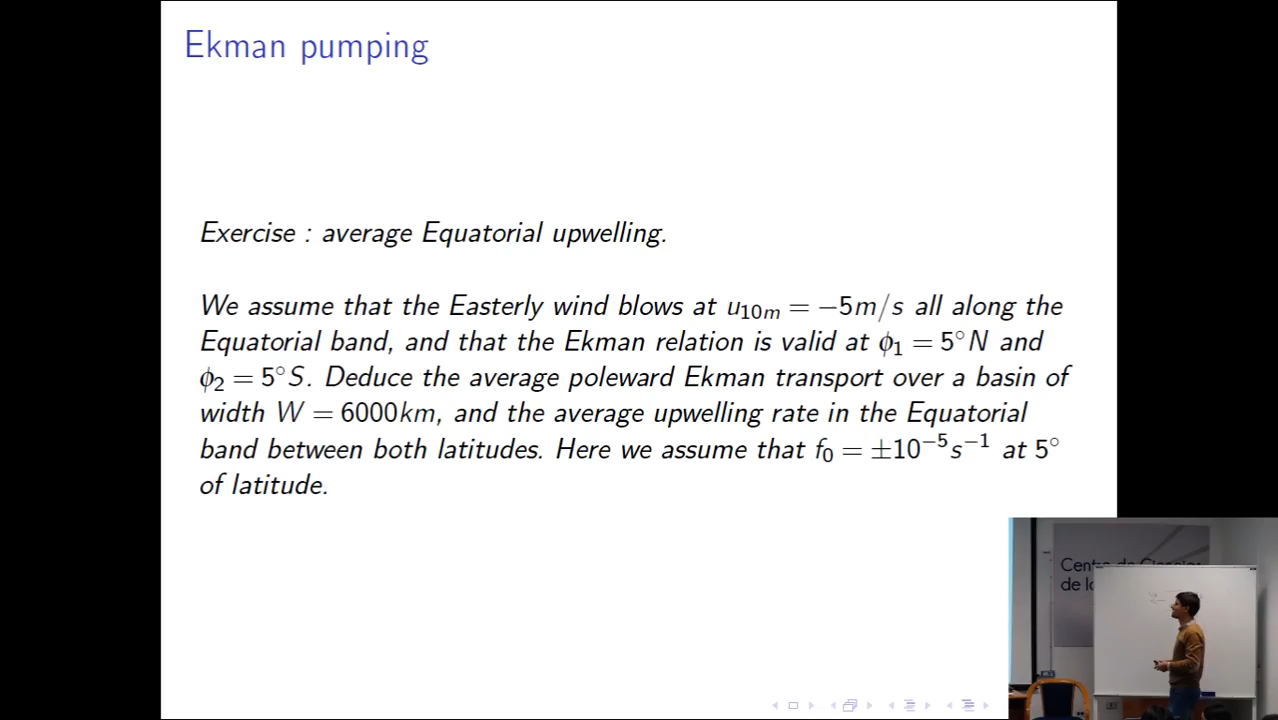 Ekman pumping
Exercise : average Equatorial upwelling.
We assume that the Easterly wind blows at u₁₀ₘ = −5m/s all along the
Equatorial band, and that the Ekman relation is valid at ϕ₁ = 5°N and
ϕ₂ = 5°S. Deduce the average poleward Ekman transport over a basin of
width W = 6000km, and the average upwelling rate in the Equatorial
band between both latitudes. Here we assume that f₀ = ±10⁻⁵s⁻¹ at 5°
of latitude.
de